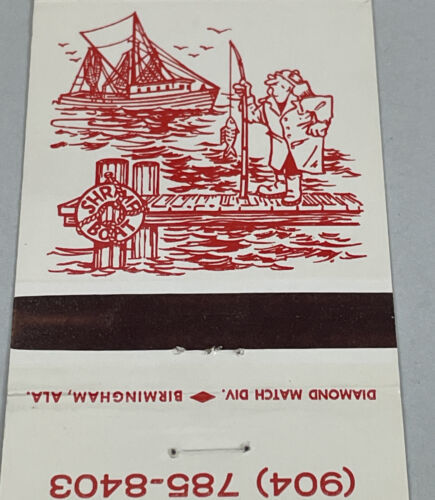 SHRIMP
BOAT
DIAMOND MATCH DIV. ◆ BIRMINGHAM, ALA.
(904) 785-8403